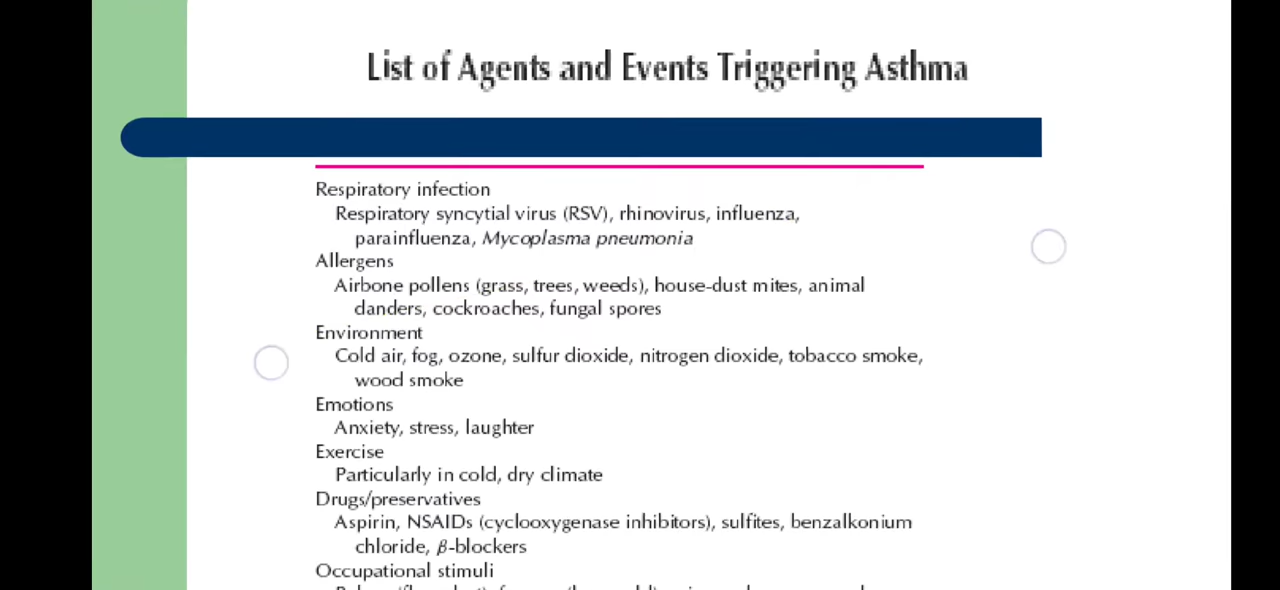 List of Agents and Events Triggering Asthma
Respiratory infection
Respiratory syncytial virus (RSV), rhinovirus, influenza,
parainfluenza, Mycoplasma pneumonia
Allergens
Airbone pollens (grass, trees, weeds), house-dust mites, animal
danders, cockroaches, fungal spores
Environment
Cold air, fog, ozone, sulfur dioxide, nitrogen dioxide, tobacco smoke,
wood smoke
Emotions
Anxiety, stress, laughter
Exercise
Particularly in cold, dry climate
Drugs/preservatives
Aspirin, NSAIDs (cyclooxygenase inhibitors), sulfites, benzalkonium
chloride, β-blockers
Occupational stimuli